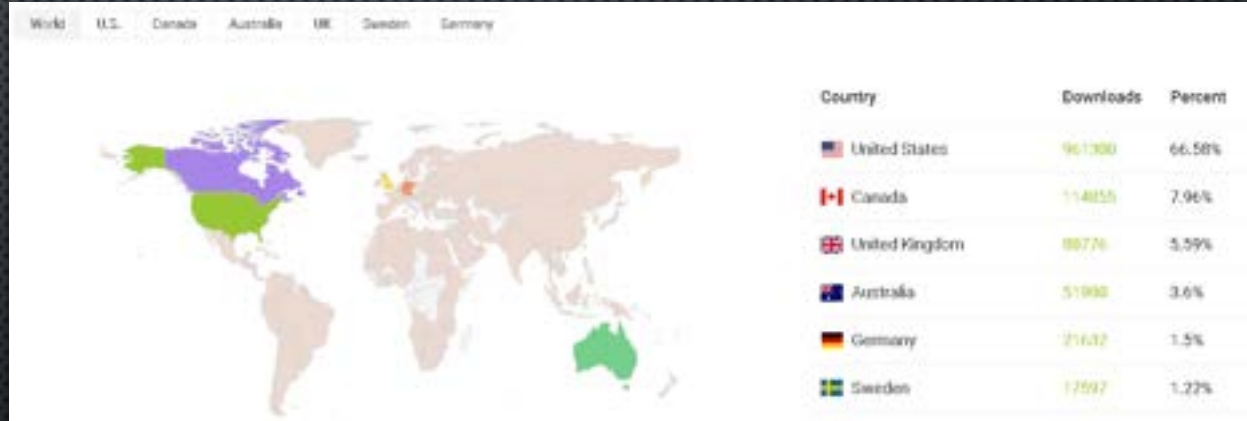 World U.S. Canada Australia UK Sweden Germany
Country Downloads Percent
United States 66.58%
Canada 7.96%
United Kingdom 5.59%
Australia 3.6%
Germany 1.5%
Sweden 1.22%